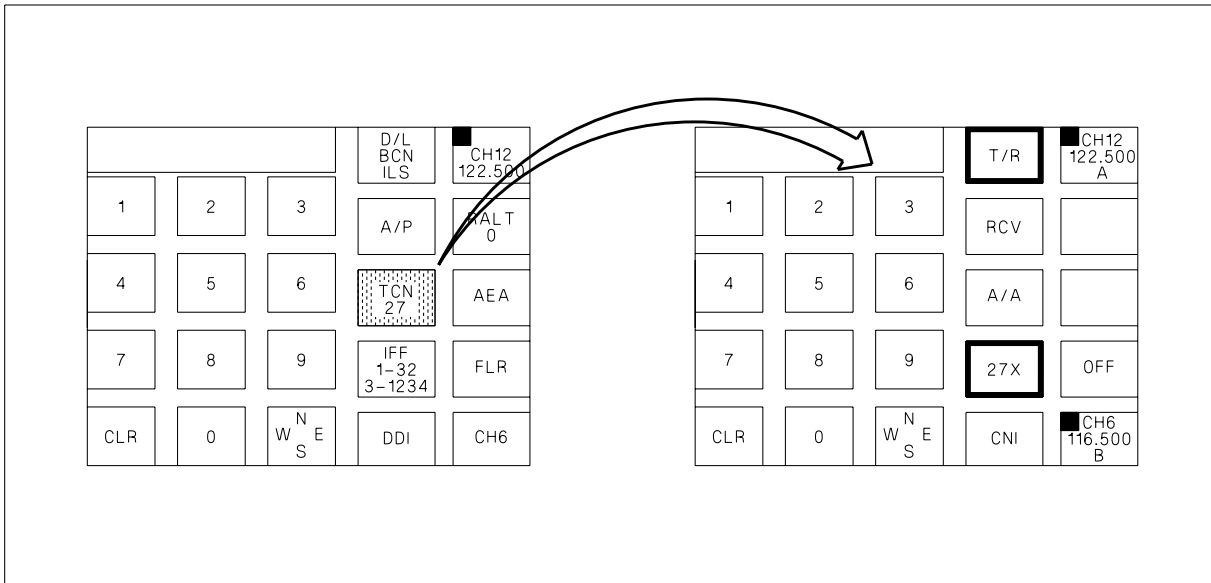 D/L
BCN
ILS
CH12
122.500
1
2
3
A/P
RALT
0
4
5
6
TCN
27
AEA
7
8
9
IFF
1-32
3-1234
FLR
CLR
0
N
W E
S
DDI
CH6
T/R
CH12
122.500
A
1
2
3
RCV
4
5
6
A/A
7
8
9
27X
OFF
CLR
0
N
W E
S
CNI
CH6
116.500
B